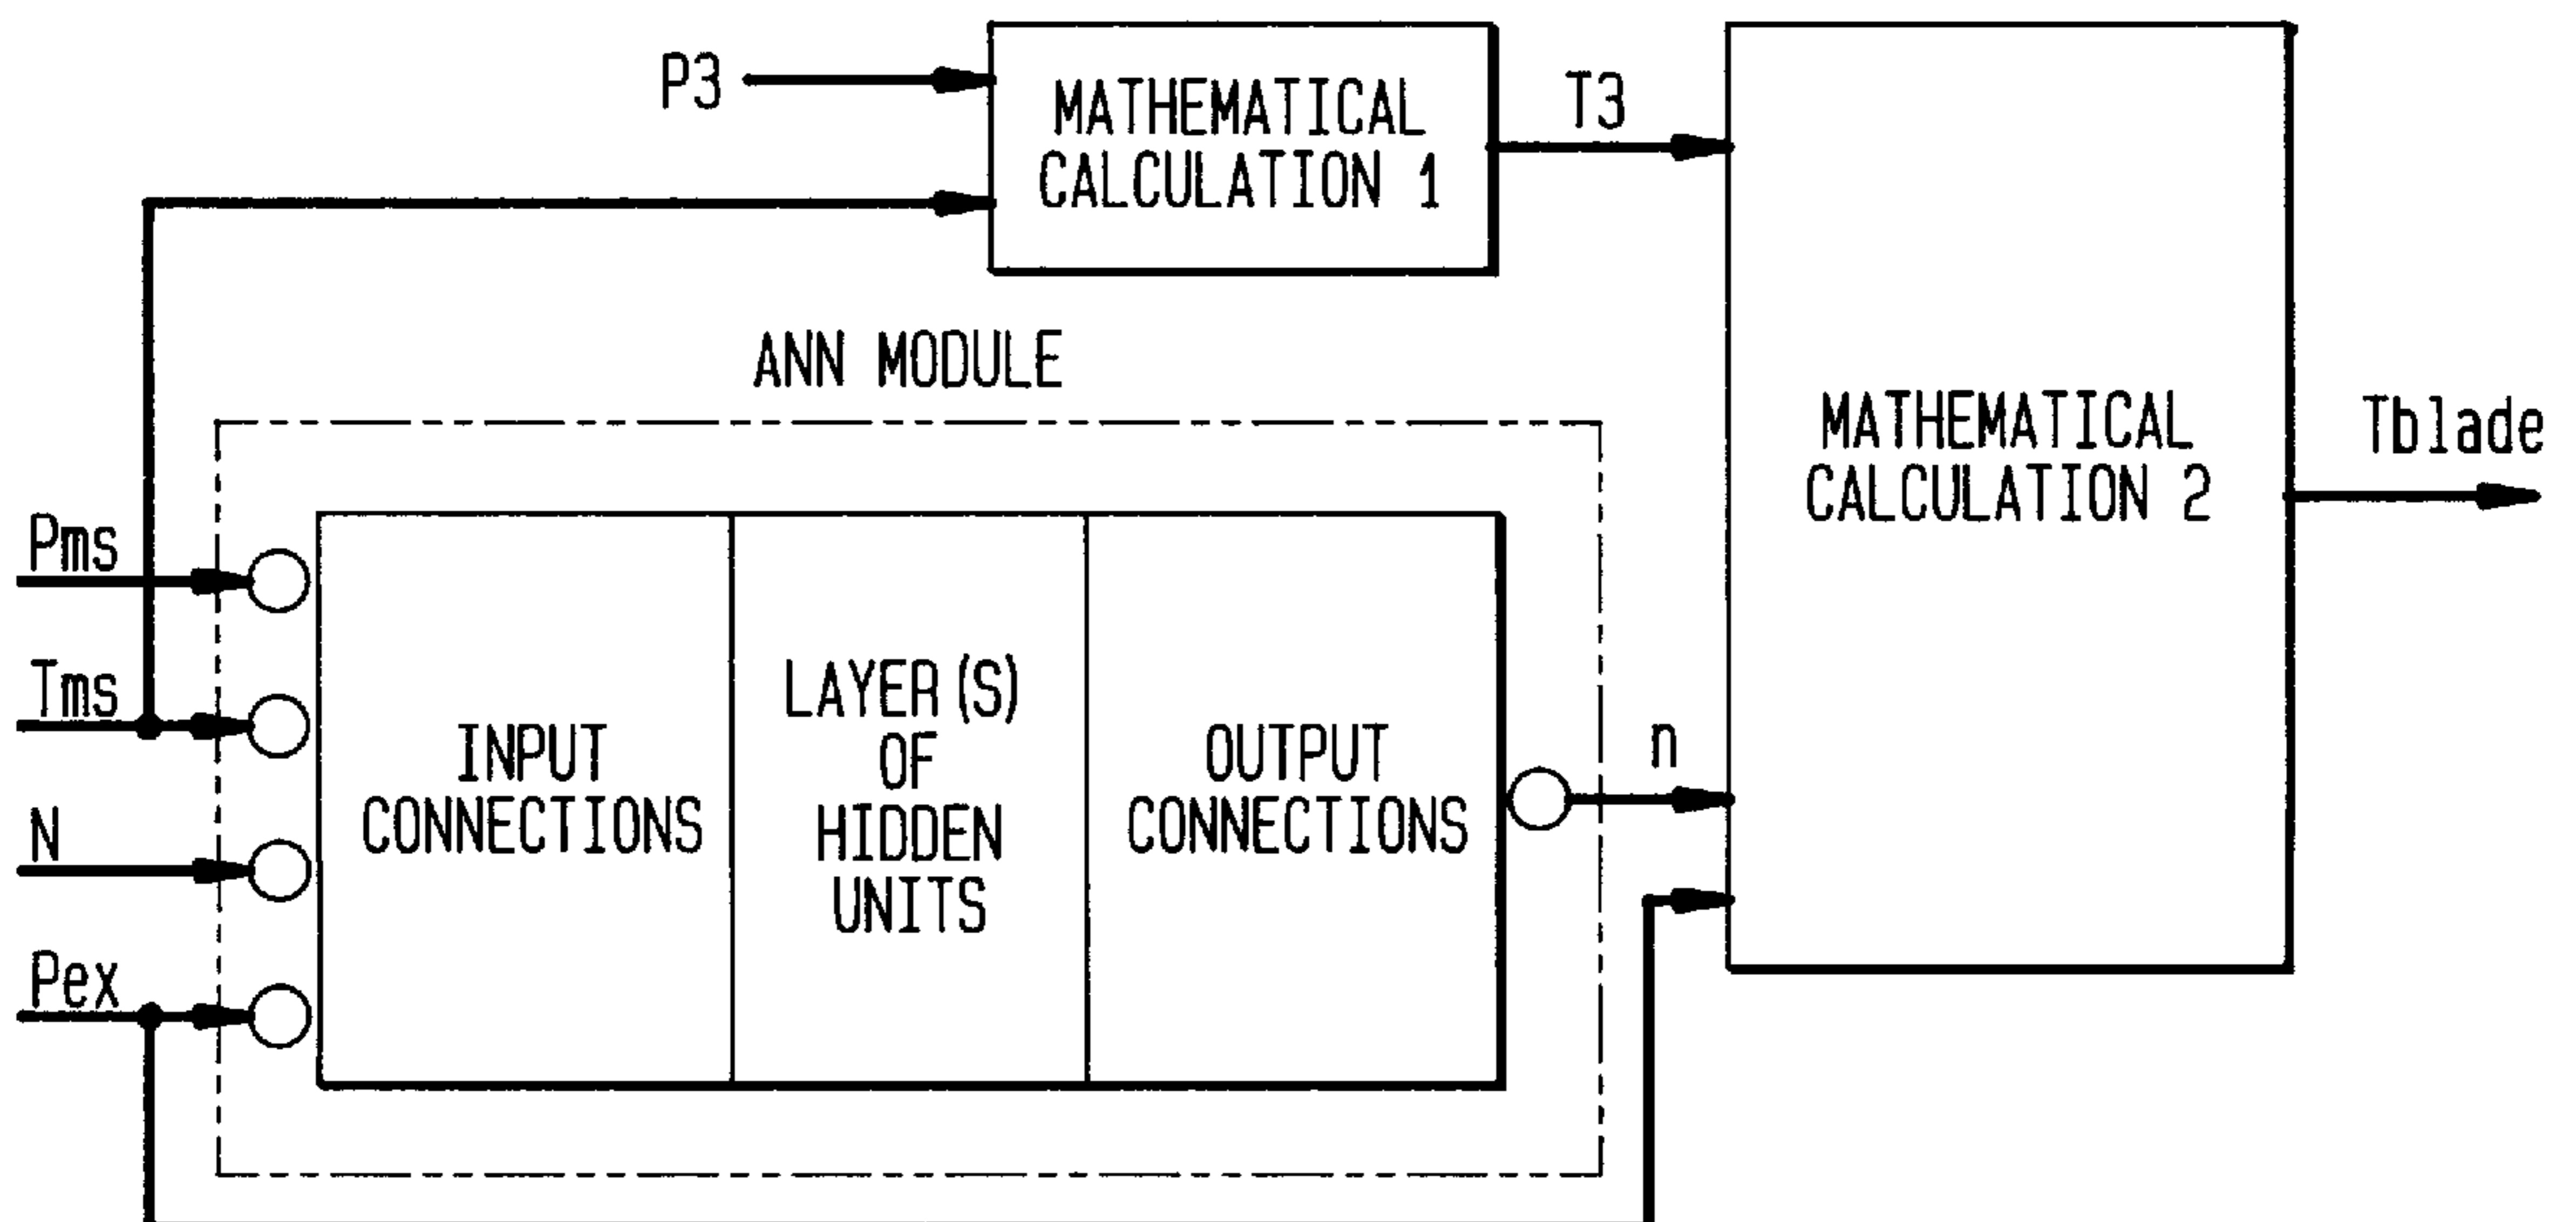 P3
MATHEMATICAL
CALCULATION 1
T3
ANN MODULE
MATHEMATICAL
CALCULATION 2
Tblade
Pms
Tms
N
Pex
INPUT
CONNECTIONS
LAYER(S)
OF
HIDDEN
UNITS
OUTPUT
CONNECTIONS
n